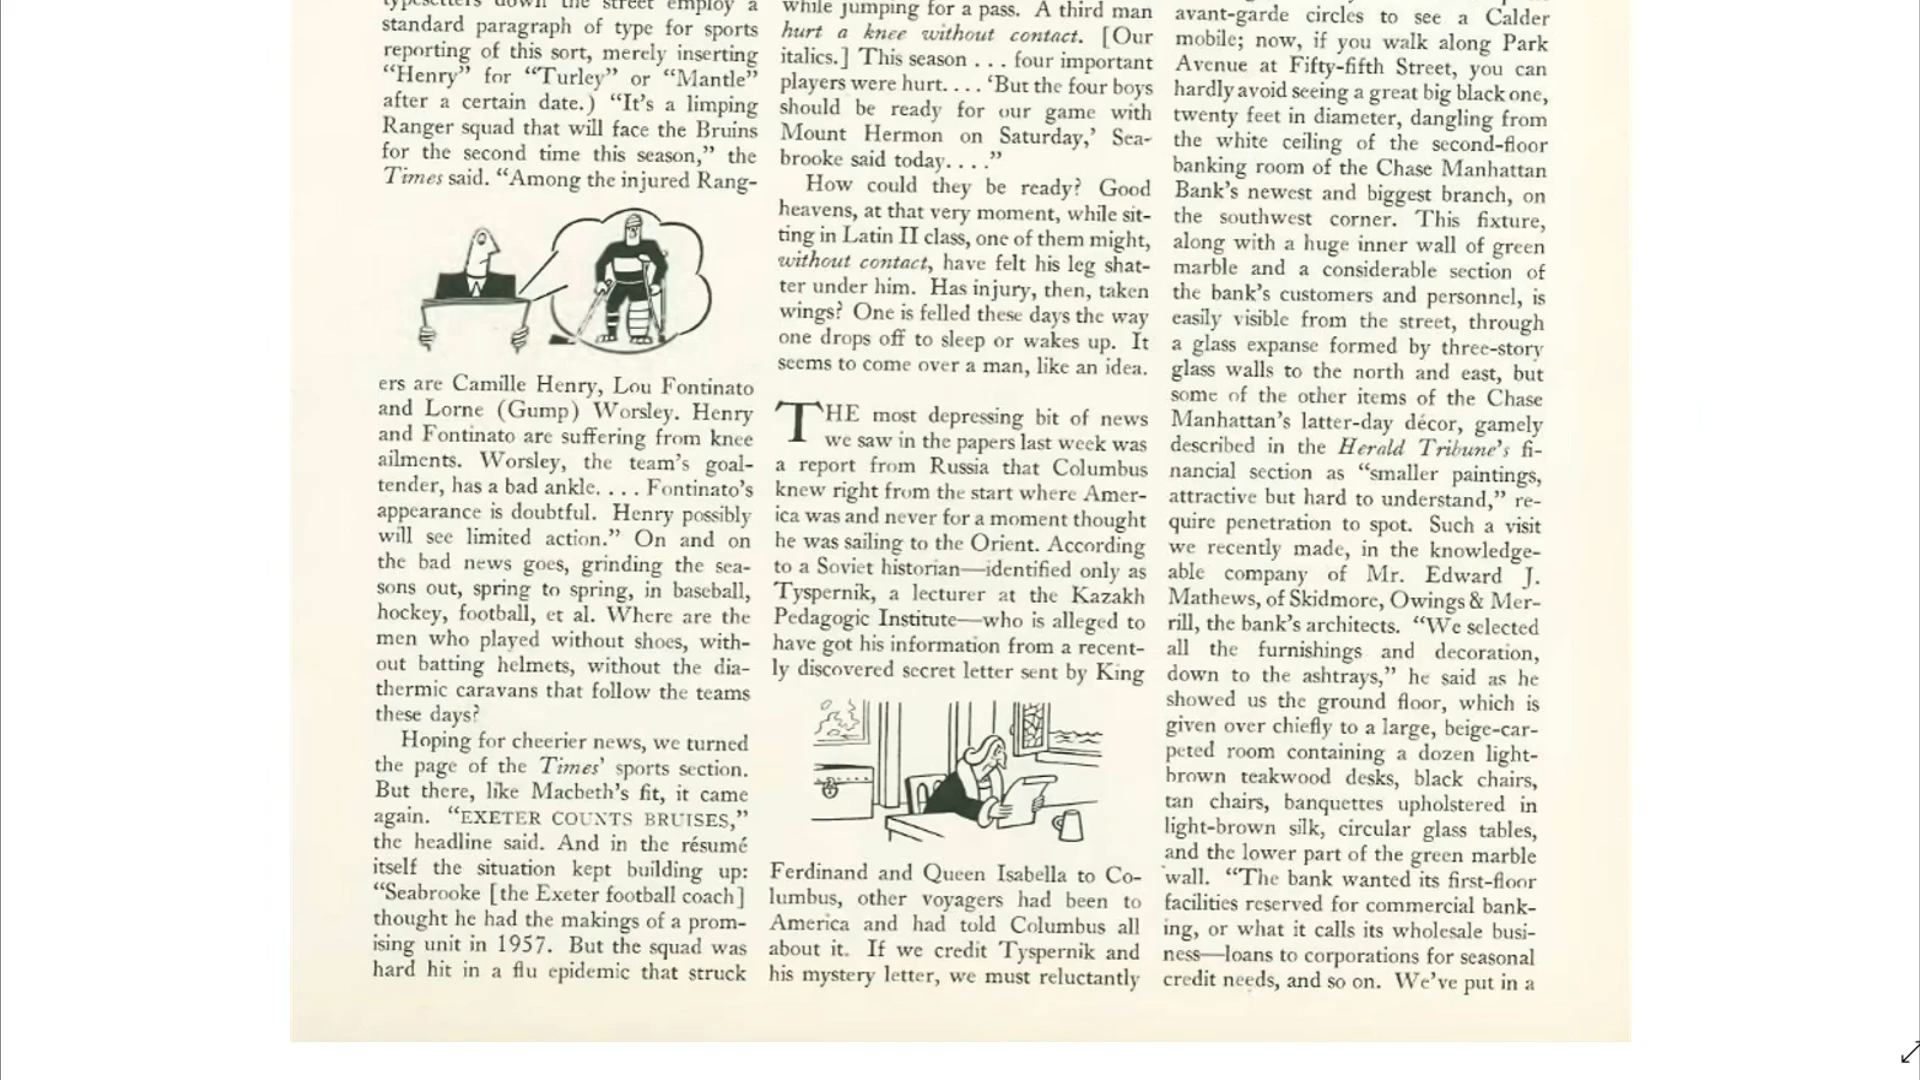 typesetters down the street employ a
standard paragraph of type for sports
reporting of this sort, merely inserting
“Henry” for “Turley” or “Mantle”
after a certain date.) “It’s a limping
Ranger squad that will face the Bruins
for the second time this season,” the
Times said. “Among the injured Rang-
ers are Camille Henry, Lou Fontinato
and Lorne (Gump) Worsley. Henry
and Fontinato are suffering from knee
ailments. Worsley, the team’s goal-
tender, has a bad ankle. . . . Fontinato’s
appearance is doubtful. Henry possibly
will see limited action.” On and on
the bad news goes, grinding the sea-
sons out, spring to spring, in baseball,
hockey, football, et al. Where are the
men who played without shoes, with-
out batting helmets, without the dia-
thermic caravans that follow the teams
these days?
Hoping for cheerier news, we turned
the page of the Times’ sports section.
But there, like Macbeth’s fit, it came
again. “EXETER COUNTS BRUISES,”
the headline said. And in the résumé
itself the situation kept building up:
“Seabrooke [the Exeter football coach]
thought he had the makings of a prom-
ising unit in 1957. But the squad was
hard hit in a flu epidemic that struck
while jumping for a pass. A third man
hurt a knee without contact. [Our
italics.] This season . . . four important
players were hurt. . . . ‘But the four boys
should be ready for our game with
Mount Hermon on Saturday,’ Sea-
brooke said today. . . .”
How could they be ready? Good
heavens, at that very moment, while sit-
ting in Latin II class, one of them might,
without contact, have felt his leg shat-
ter under him. Has injury, then, taken
wings? One is felled these days the way
one drops off to sleep or wakes up. It
seems to come over a man, like an idea.
THE most depressing bit of news
we saw in the papers last week was
a report from Russia that Columbus
knew right from the start where Amer-
ica was and never for a moment thought
he was sailing to the Orient. According
to a Soviet historian—identified only as
Tyspernik, a lecturer at the Kazakh
Pedagogic Institute—who is alleged to
have got his information from a recent-
ly discovered secret letter sent by King
Ferdinand and Queen Isabella to Co-
lumbus, other voyagers had been to
America and had told Columbus all
about it. If we credit Tyspernik and
his mystery letter, we must reluctantly
avant-garde circles to see a Calder
mobile; now, if you walk along Park
Avenue at Fifty-fifth Street, you can
hardly avoid seeing a great big black one,
twenty feet in diameter, dangling from
the white ceiling of the second-floor
banking room of the Chase Manhattan
Bank’s newest and biggest branch, on
the southwest corner. This fixture,
along with a huge inner wall of green
marble and a considerable section of
the bank’s customers and personnel, is
easily visible from the street, through
a glass expanse formed by three-story
glass walls to the north and east, but
some of the other items of the Chase
Manhattan’s latter-day décor, gamely
described in the Herald Tribune’s fi-
nancial section as “smaller paintings,
attractive but hard to understand,” re-
quire penetration to spot. Such a visit
we recently made, in the knowledge-
able company of Mr. Edward J.
Mathews, of Skidmore, Owings & Mer-
rill, the bank’s architects. “We selected
all the furnishings and decoration,
down to the ashtrays,” he said as he
showed us the ground floor, which is
given over chiefly to a large, beige-car-
peted room containing a dozen light-
brown teakwood desks, black chairs,
tan chairs, banquettes upholstered in
light-brown silk, circular glass tables,
and the lower part of the green marble
wall. “The bank wanted its first-floor
facilities reserved for commercial bank-
ing, or what it calls its wholesale busi-
ness—loans to corporations for seasonal
credit needs, and so on. We’ve put in a